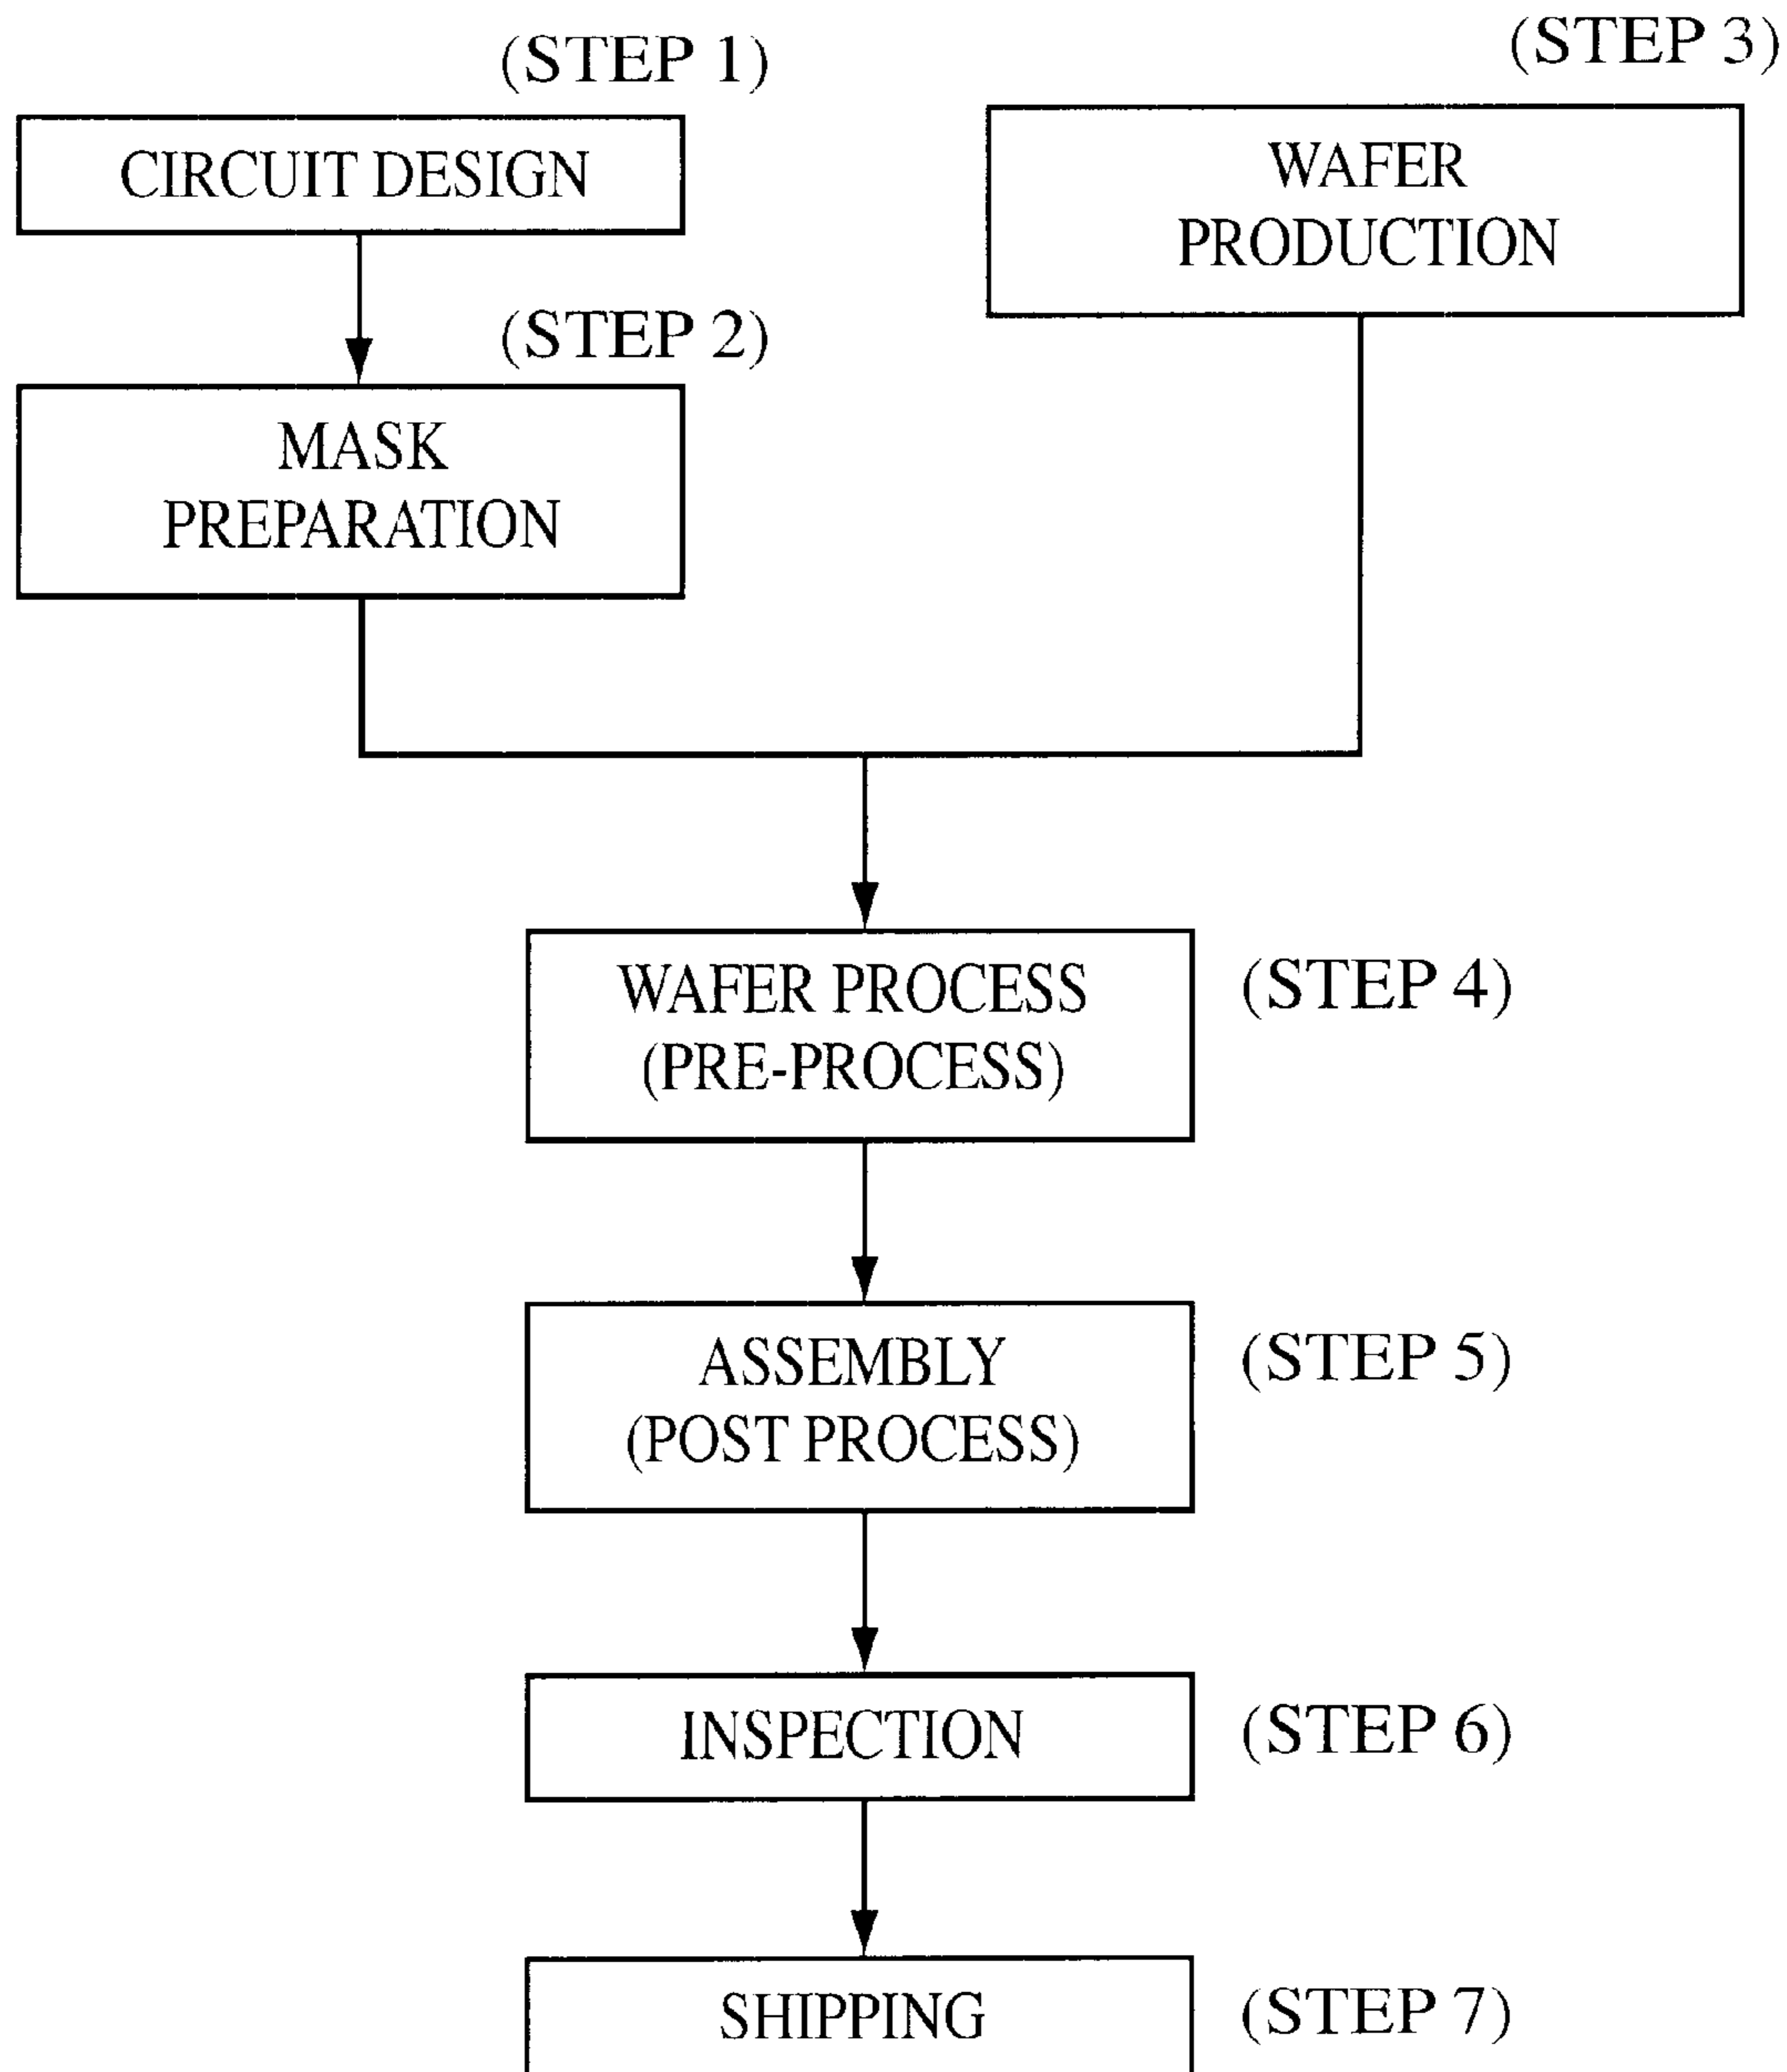 (STEP 1)
CIRCUIT DESIGN
(STEP 2)
MASK
PREPARATION
(STEP 3)
WAFER
PRODUCTION
WAFER PROCESS
(PRE-PROCESS)
(STEP 4)
ASSEMBLY
(POST PROCESS)
(STEP 5)
INSPECTION
(STEP 6)
SHIPPING
(STEP 7)